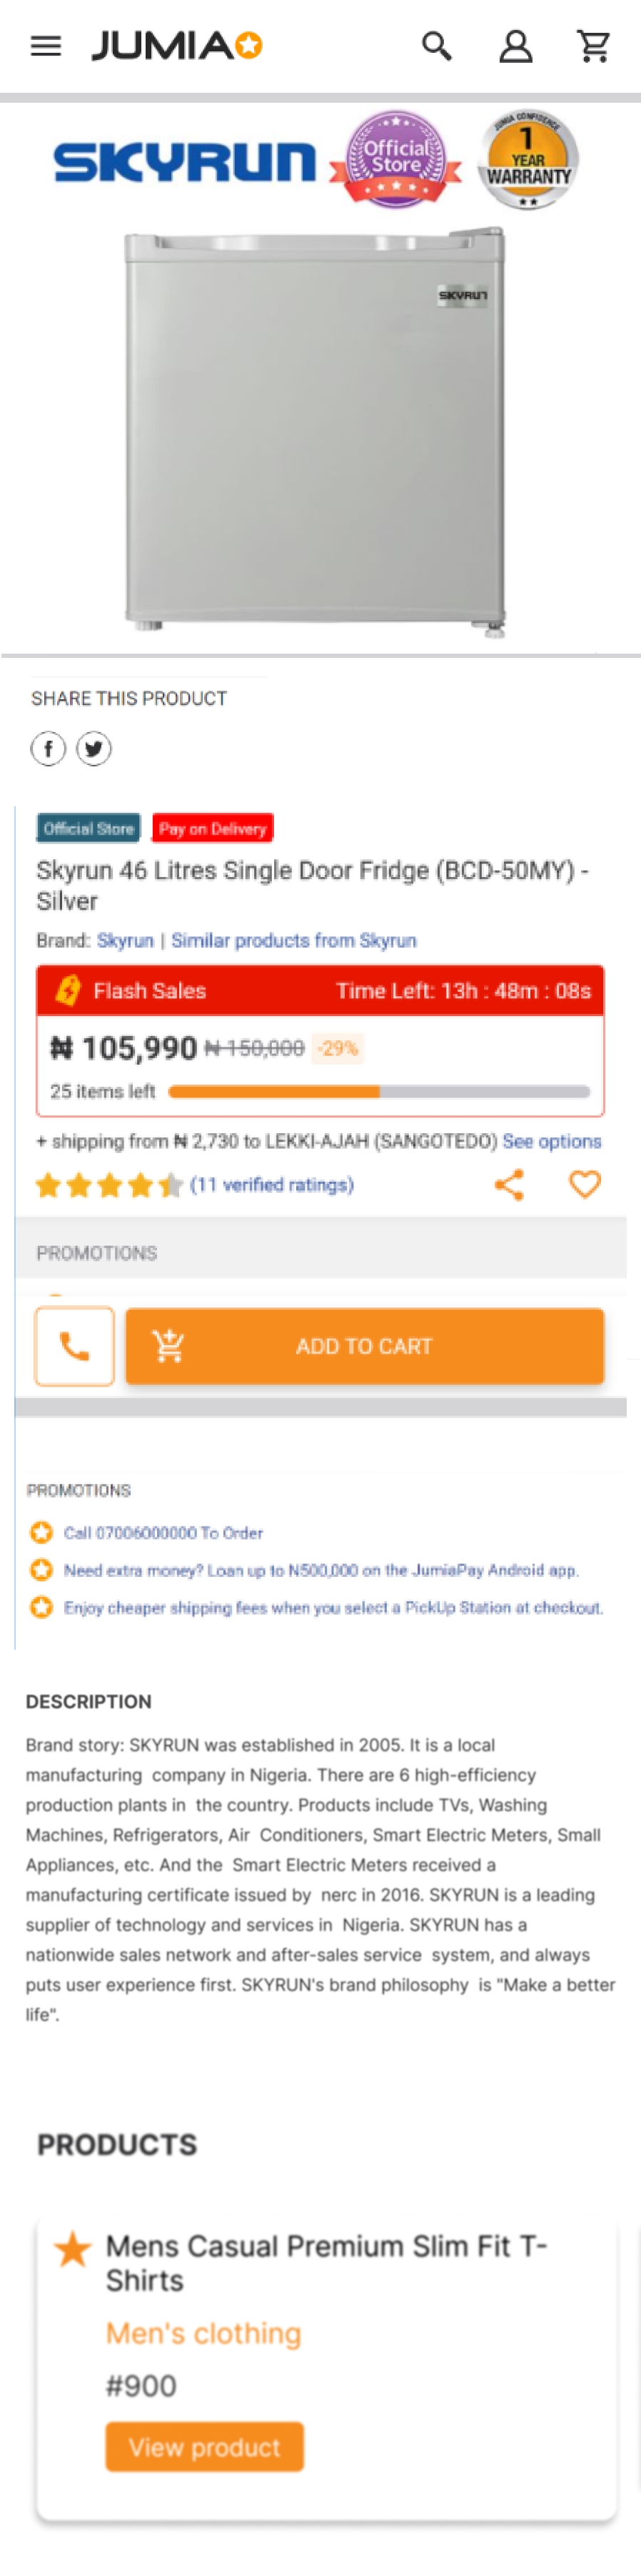 JUMIA
SKYRUN
Official
Store
JUMIA CONFIDENCE
1
YEAR
WARRANTY
SKYRUN
SHARE THIS PRODUCT
Official Store Pay on Delivery
Skyrun 46 Litres Single Door Fridge (BCD-50MY) -
Silver
Brand: Skyrun | Similar products from Skyrun
Flash Sales Time Left: 13h : 48m : 08s
₦ 105,990 ₦ 150,000 -29%
25 items left
+ shipping from ₦ 2,730 to LEKKI-AJAH (SANGOTEDO) See options
(11 verified ratings)
PROMOTIONS
ADD TO CART
PROMOTIONS
Call 07006000000 To Order
Need extra money? Loan up to N500,000 on the JumiaPay Android app.
Enjoy cheaper shipping fees when you select a PickUp Station at checkout.
DESCRIPTION
Brand story: SKYRUN was established in 2005. It is a local
manufacturing company in Nigeria. There are 6 high-efficiency
production plants in the country. Products include TVs, Washing
Machines, Refrigerators, Air Conditioners, Smart Electric Meters, Small
Appliances, etc. And the Smart Electric Meters received a
manufacturing certificate issued by nerc in 2016. SKYRUN is a leading
supplier of technology and services in Nigeria. SKYRUN has a
nationwide sales network and after-sales service system, and always
puts user experience first. SKYRUN's brand philosophy is "Make a better
life".
PRODUCTS
Mens Casual Premium Slim Fit T-
Shirts
Men's clothing
#900
View product